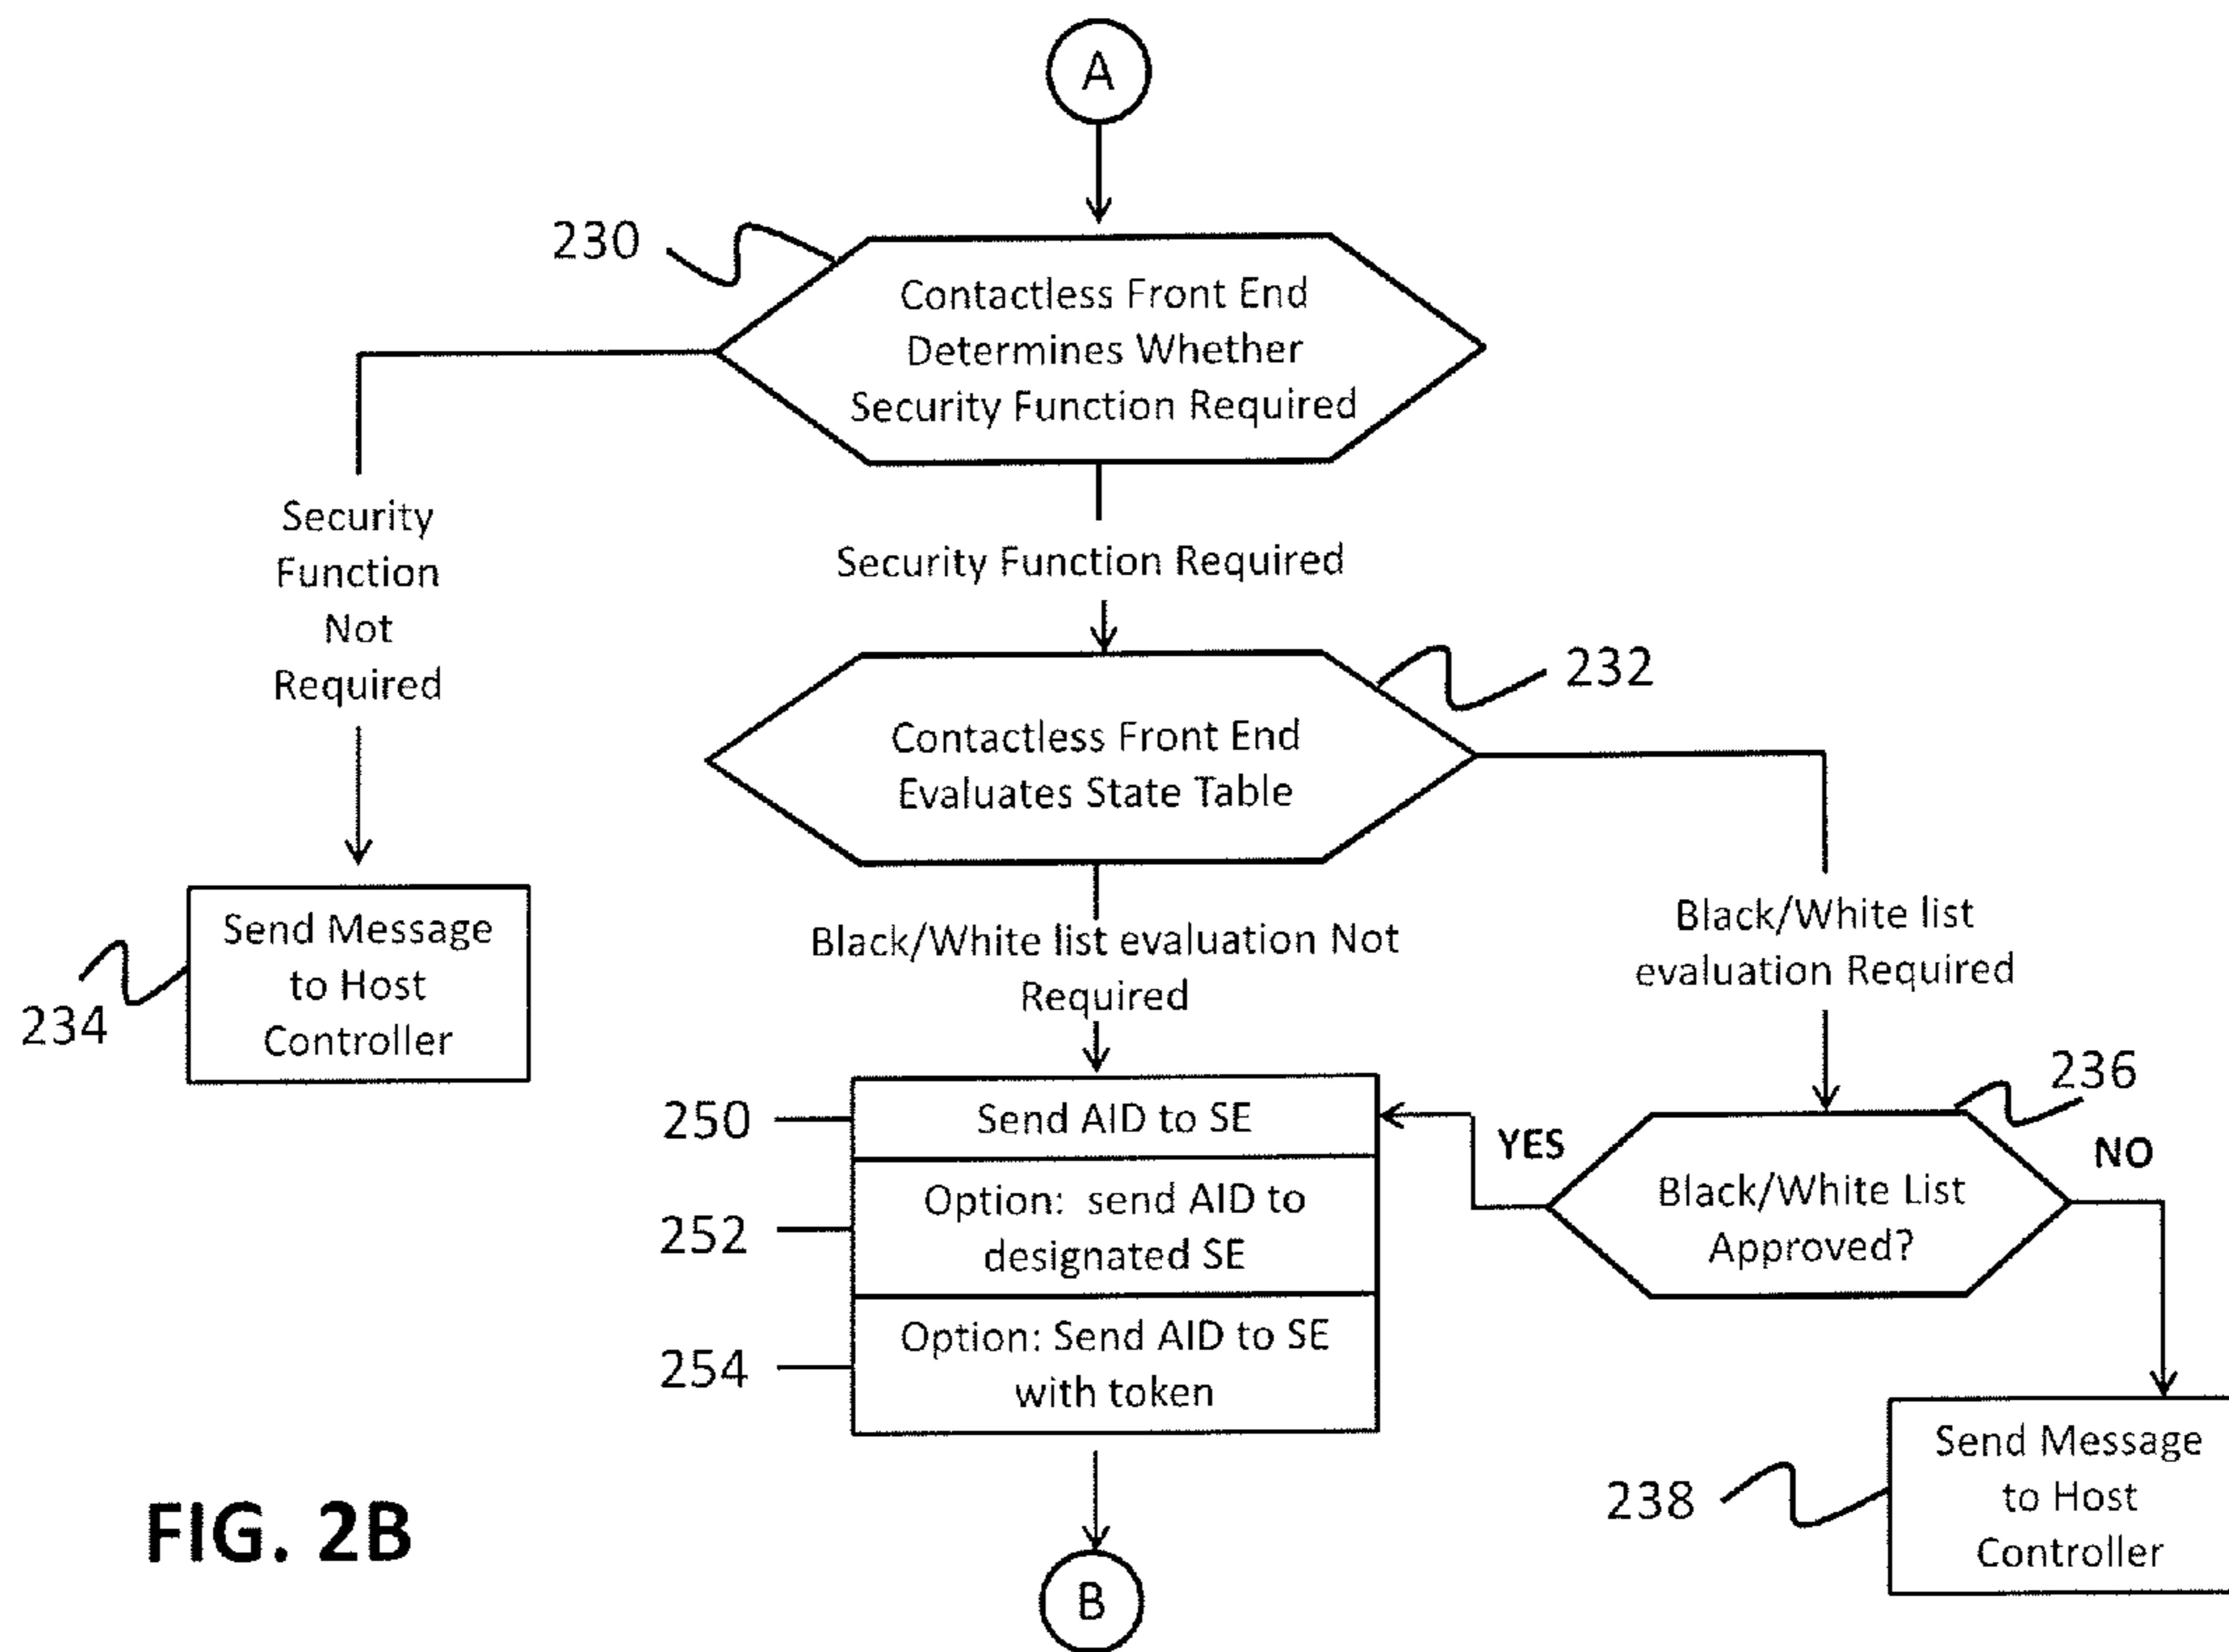 A
230
Contactless Front End
Determines Whether
Security Function Required
Security
Function
Not
Required
Security Function Required
232
Contactless Front End
Evaluates State Table
234
Send Message
to Host
Controller
Black/White list evaluation Not
Required
Black/White list
evaluation Required
236
250
Send AID to SE
YES
NO
Black/White List
Approved?
252
Option: send AID to
designated SE
254
Option: Send AID to SE
with token
238
Send Message
to Host
Controller
FIG. 2B
B